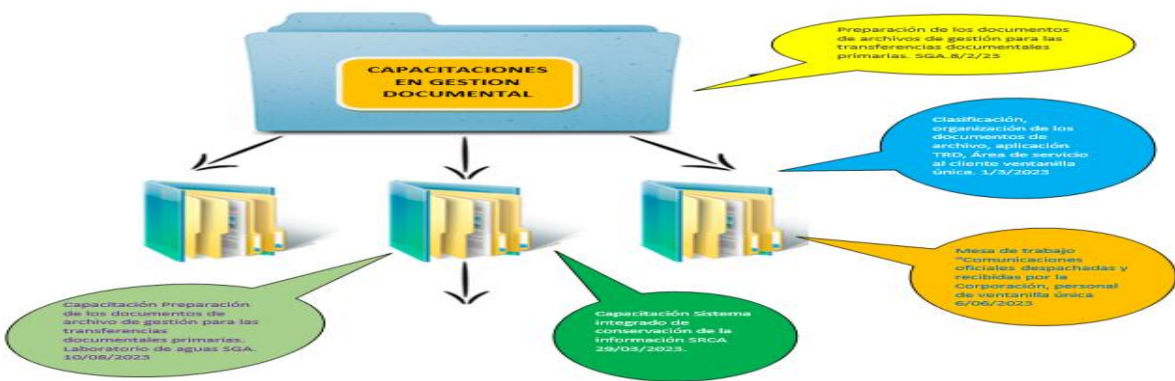 CAPACITACIONES
EN GESTION
DOCUMENTAL
Preparación de los documentos
de archivos de gestión para las
transferencias documentales
primarias. SGA.8/2/23
Clasificación,
organización de los
documentos de
archivo, aplicación
TRD, Área de servicio
al cliente ventanilla
única. 1/3/2023
Mesa de trabajo
"Comunicaciones
oficiales despachadas y
recibidas por la
Corporación, personal
de ventanilla única
6/06/2023
Capacitación Preparación
de los documentos de
archivo de gestión para las
transferencias
documentales primarias.
Laboratorio de aguas SGA.
10/08/2023
Capacitación Sistema
integrado de
conservación de la
información SRCA
29/03/2023.